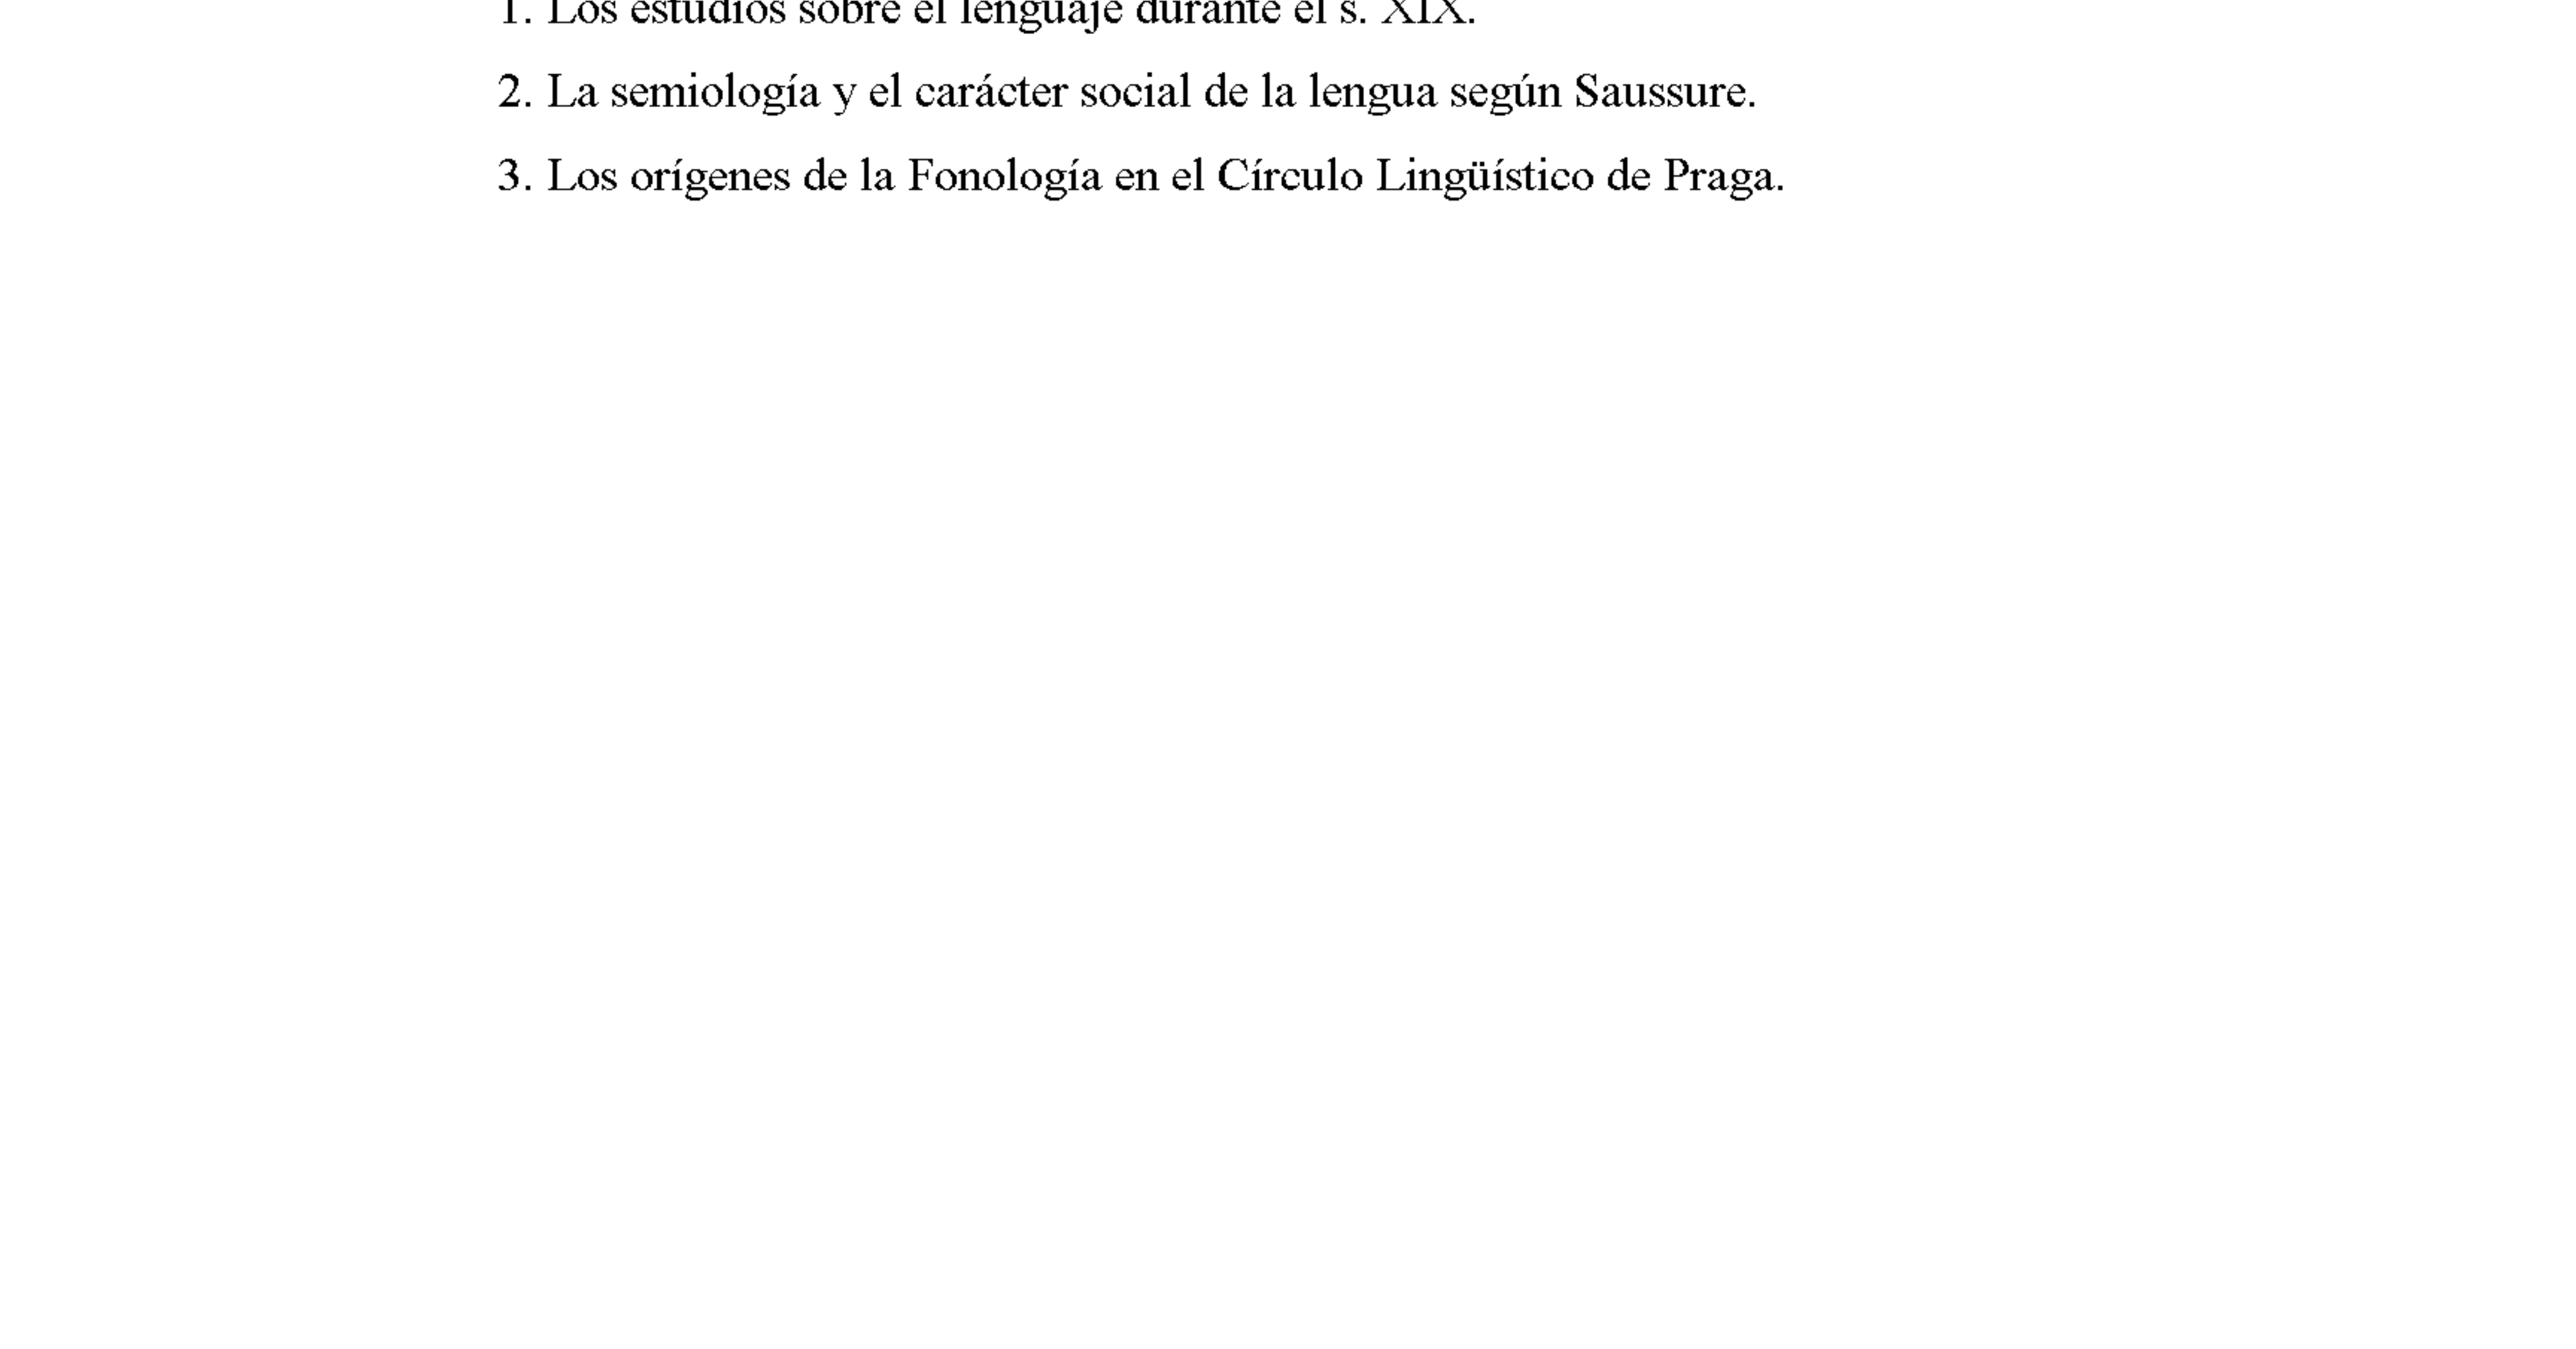 1. Los estudios sobre el lenguaje durante el s. XIX.
2. La semiología y el carácter social de la lengua según Saussure.
3. Los orígenes de la Fonología en el Círculo Lingüístico de Praga.